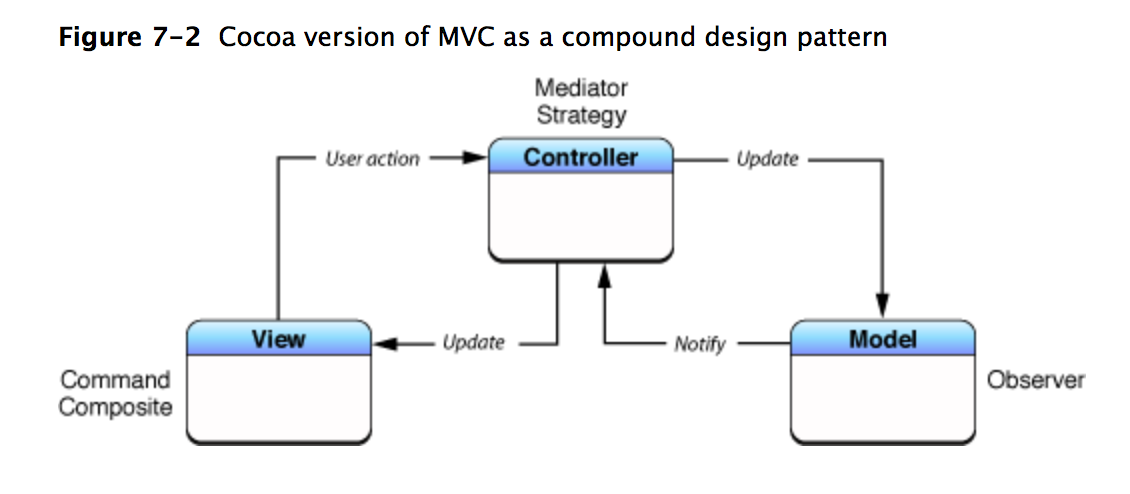 Figure 7-2 Cocoa version of MVC as a compound design pattern
Mediator
Strategy
User action
Controller
Update
View
Update
Notify
Model
Command
Composite
Observer